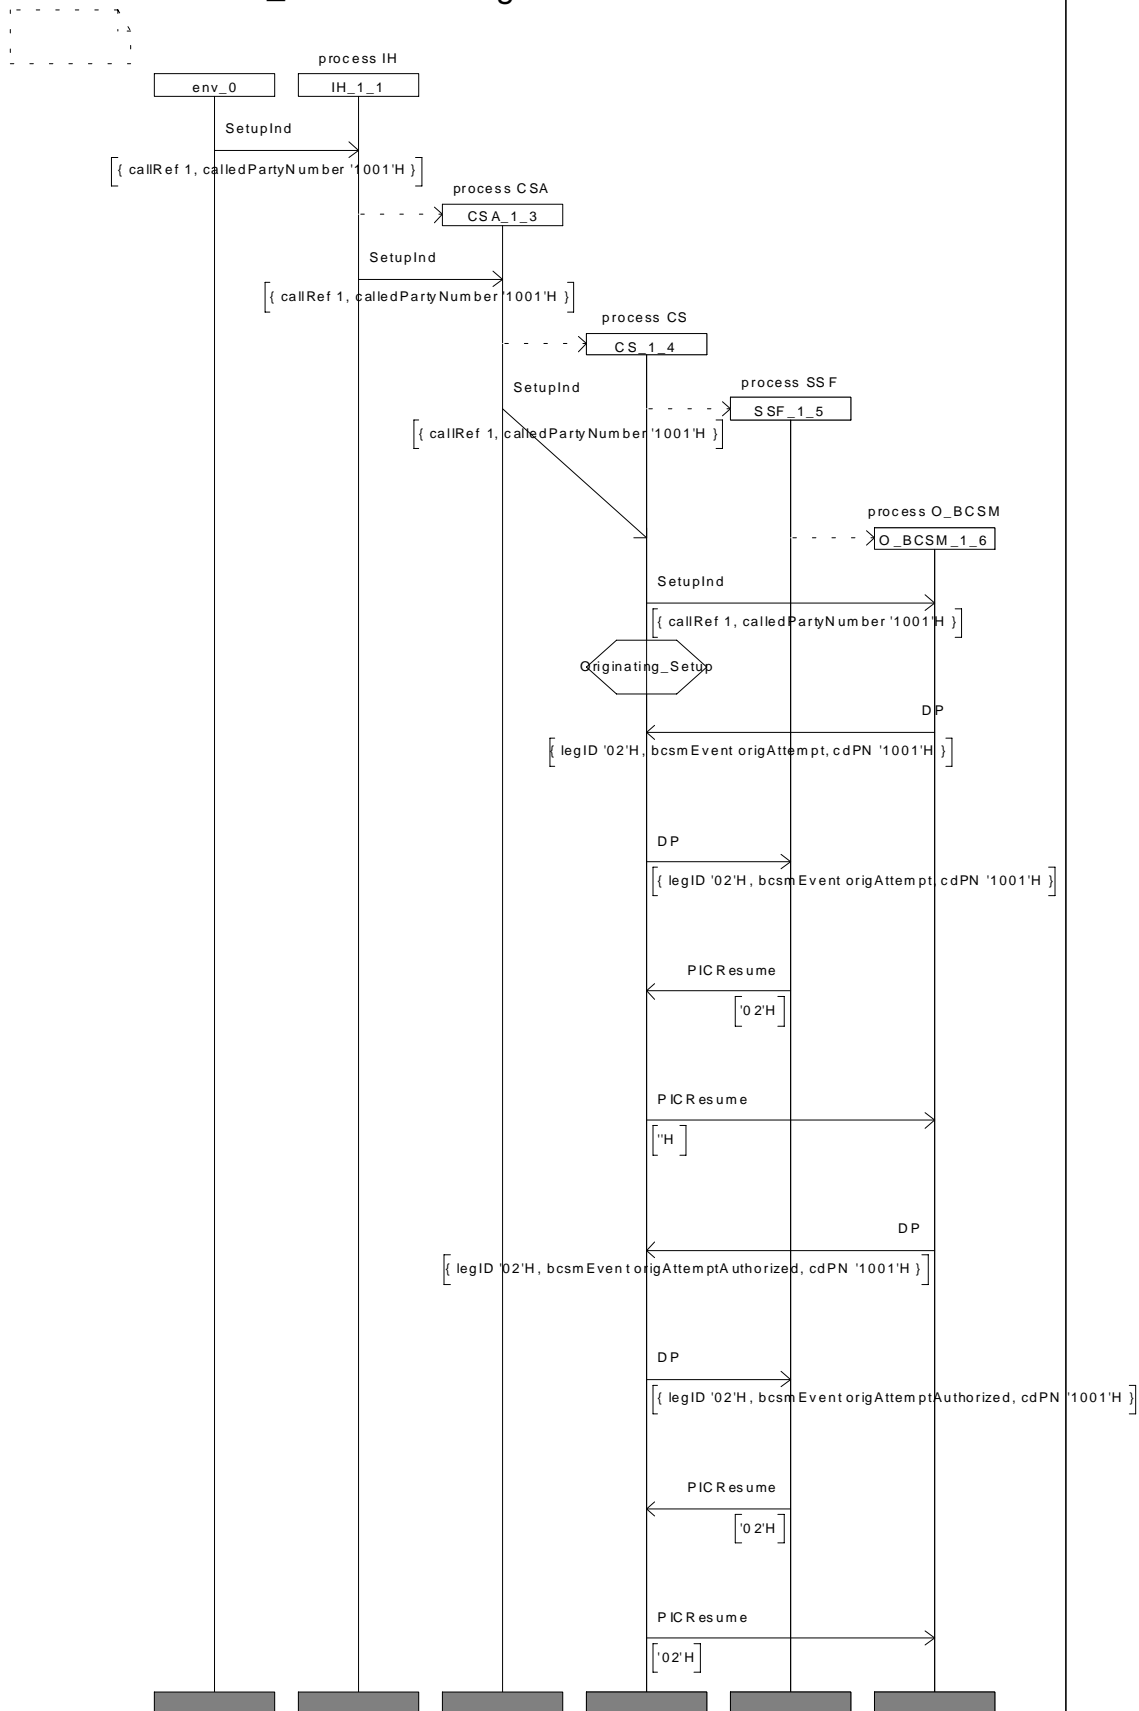 process IH
env_0
IH_1_1
SetupInd
{ callRef 1, calledPartyNumber '1001'H }
process CSA
CSA_1_3
SetupInd
{ callRef 1, calledPartyNumber '1001'H }
process CS
CS_1_4
process SSF
SetupInd
SSF_1_5
{ callRef 1, calledPartyNumber '1001'H }
process O_BCSM
O_BCSM_1_6
SetupInd
{ callRef 1, calledPartyNumber '1001'H }
Originating_Setup
DP
{ legID '02'H, bcsmEvent origAttempt, cdPN '1001'H }
DP
{ legID '02'H, bcsmEvent origAttempt, cdPN '1001'H }
PICResume
'02'H
PICResume
''H
DP
{ legID '02'H, bcsmEvent origAttemptAuthorized, cdPN '1001'H }
DP
{ legID '02'H, bcsmEvent origAttemptAuthorized, cdPN '1001'H }
PICResume
'02'H
PICResume
'02'H